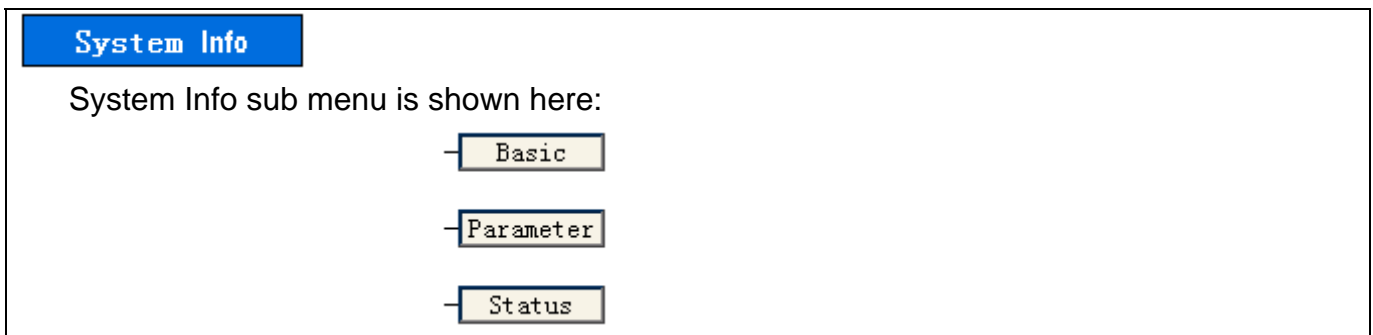 System Info
System Info sub menu is shown here:
Basic
Parameter
Status